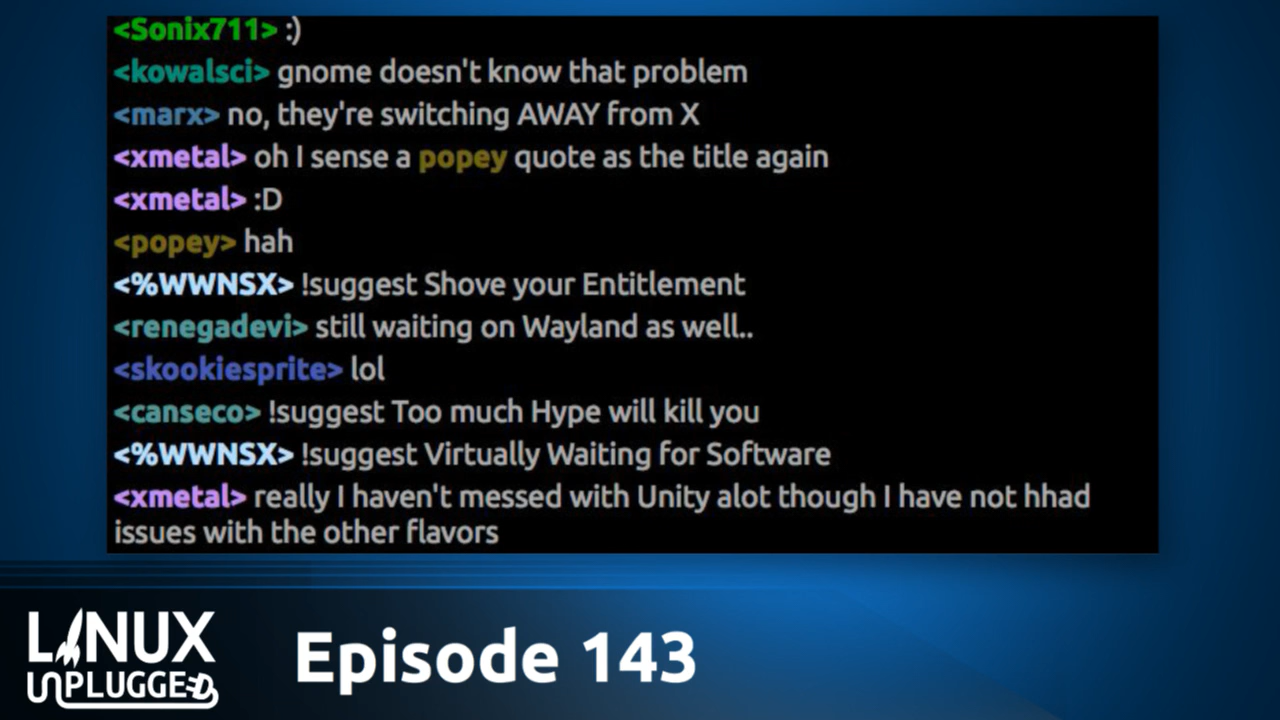 <Sonix711> :)
<kowalsci> gnome doesn't know that problem
<marx> no, they're switching AWAY from X
<xmetal> oh I sense a popey quote as the title again
<xmetal> :D
<popey> hah
<%WWNSX> !suggest Shove your Entitlement
<renegadevi> still waiting on Wayland as well..
<skookiesprite> lol
<canseco> !suggest Too much Hype will kill you
<%WWNSX> !suggest Virtually Waiting for Software
<xmetal> really I haven't messed with Unity alot though I have not hhad
issues with the other flavors
LINUX
UNPLUGGED
Episode 143